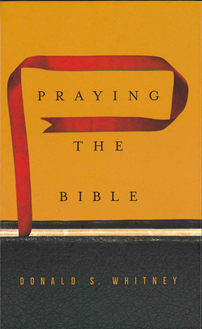 PRAYING
THE
BIBLE
DONALD S. WHITNEY